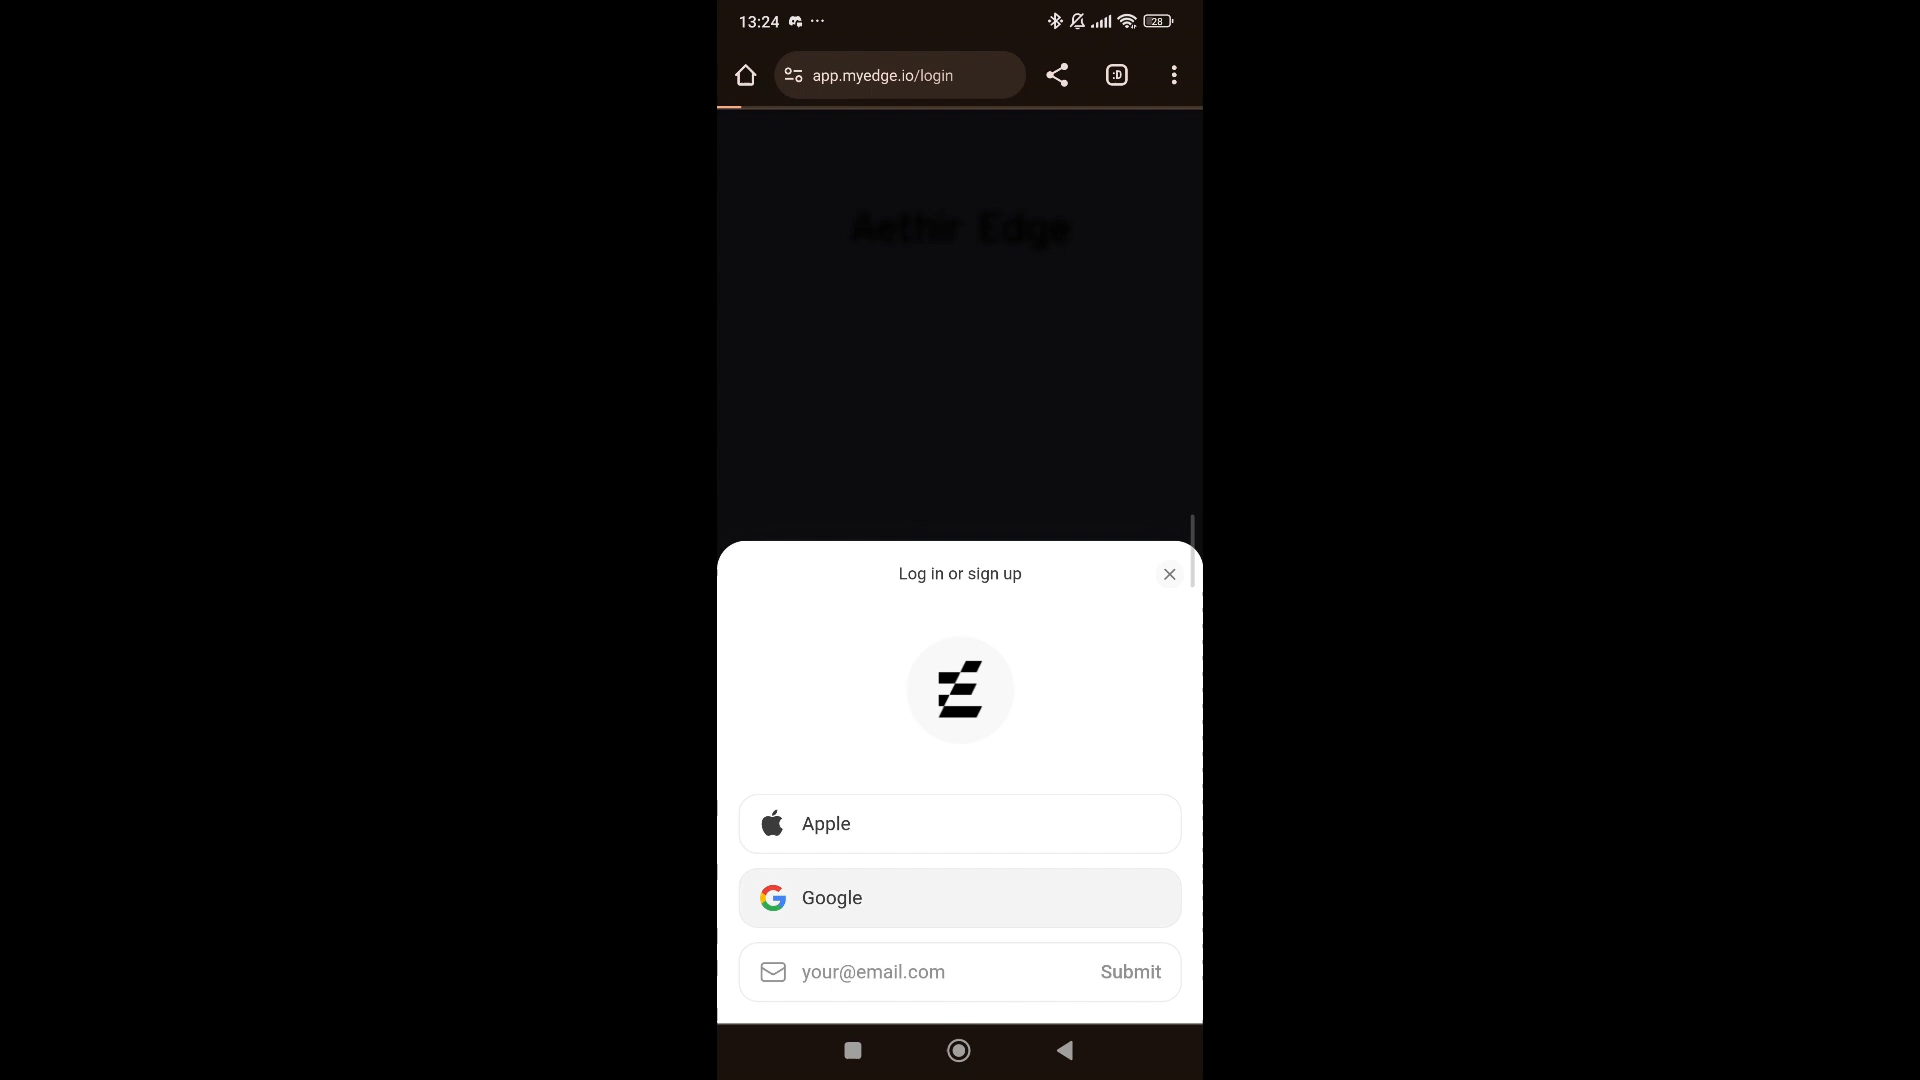 13:24 ...
28
app.myedge.io/login
:D
Aethir Edge
Log in or sign up
Apple
Google
your@email.com Submit